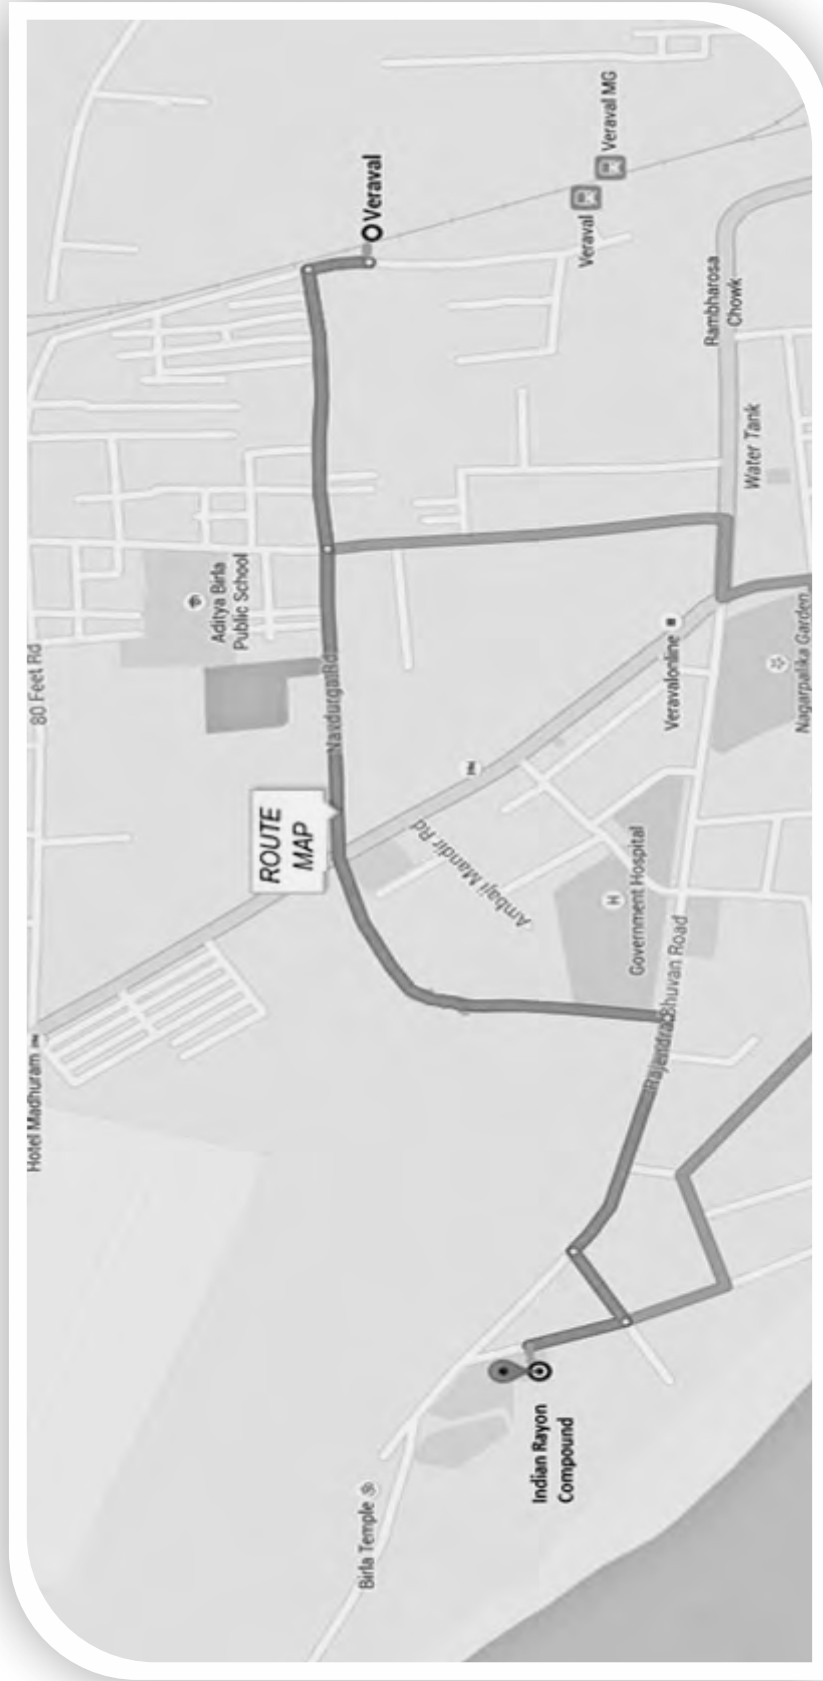 Hotel Madhuram
80 Feet Rd
Birla Temple
Aditya Birla
Public School
Veraval
ROUTE
MAP
Navdurga Rd
Ambaji Mandir Rd
Indian Rayon
Compound
Government Hospital
H
Rajendra Bhuvan Road
Veravalonline
Veraval
Veraval MG
Rambharosa
Chowk
Water Tank
Nagarpalika Garden